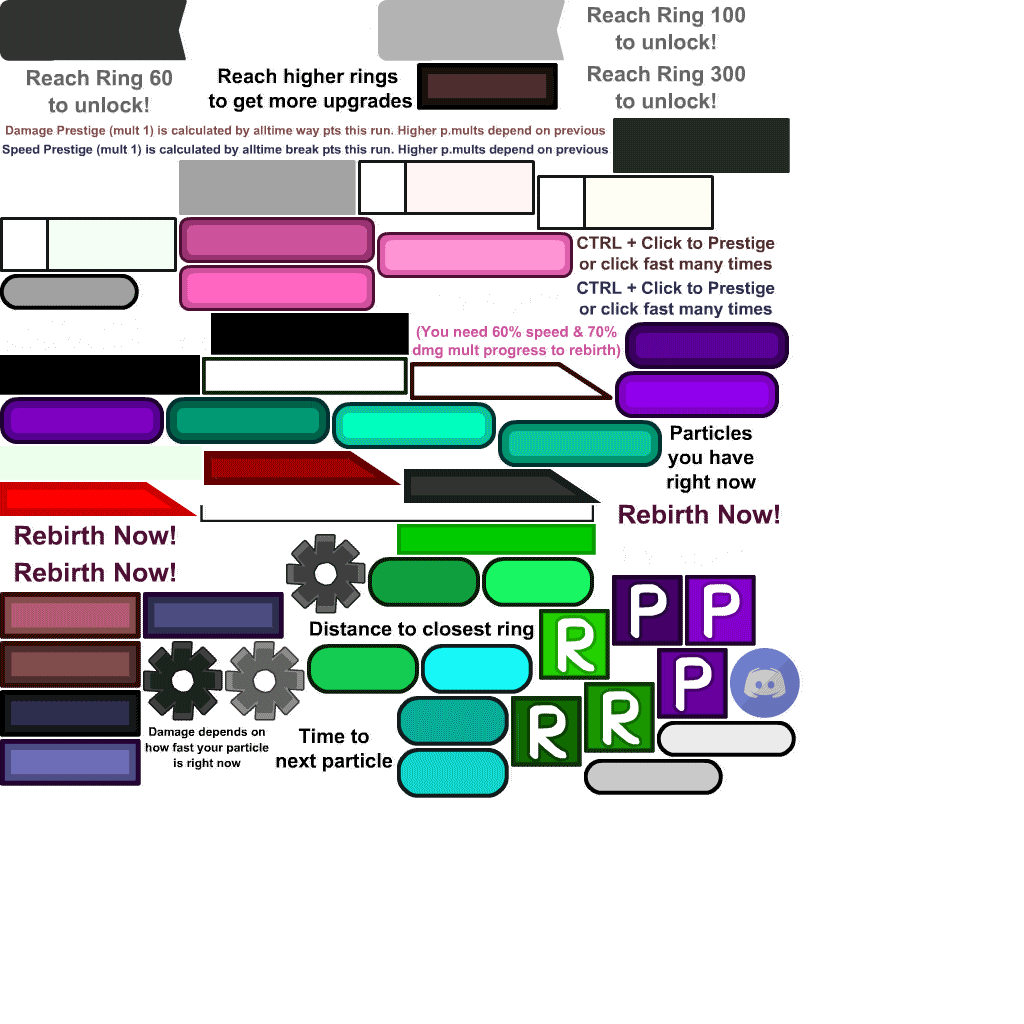 Reach Ring 100
to unlock!
Reach Ring 60
to unlock!
Reach higher rings
to get more upgrades
Reach Ring 300
to unlock!
Damage Prestige (mult 1) is calculated by alltime way pts this run. Higher p.mults depend on previous
Speed Prestige (mult 1) is calculated by alltime break pts this run. Higher p.mults depend on previous
CTRL + Click to Prestige
or click fast many times
CTRL + Click to Prestige
or click fast many times
(You need 60% speed & 70%
dmg mult progress to rebirth)
Particles
you have
right now
Rebirth Now!
Rebirth Now!
Rebirth Now!
P
P
Distance to closest ring
R
P
R
R
Damage depends on
how fast your particle
is right now
Time to
next particle